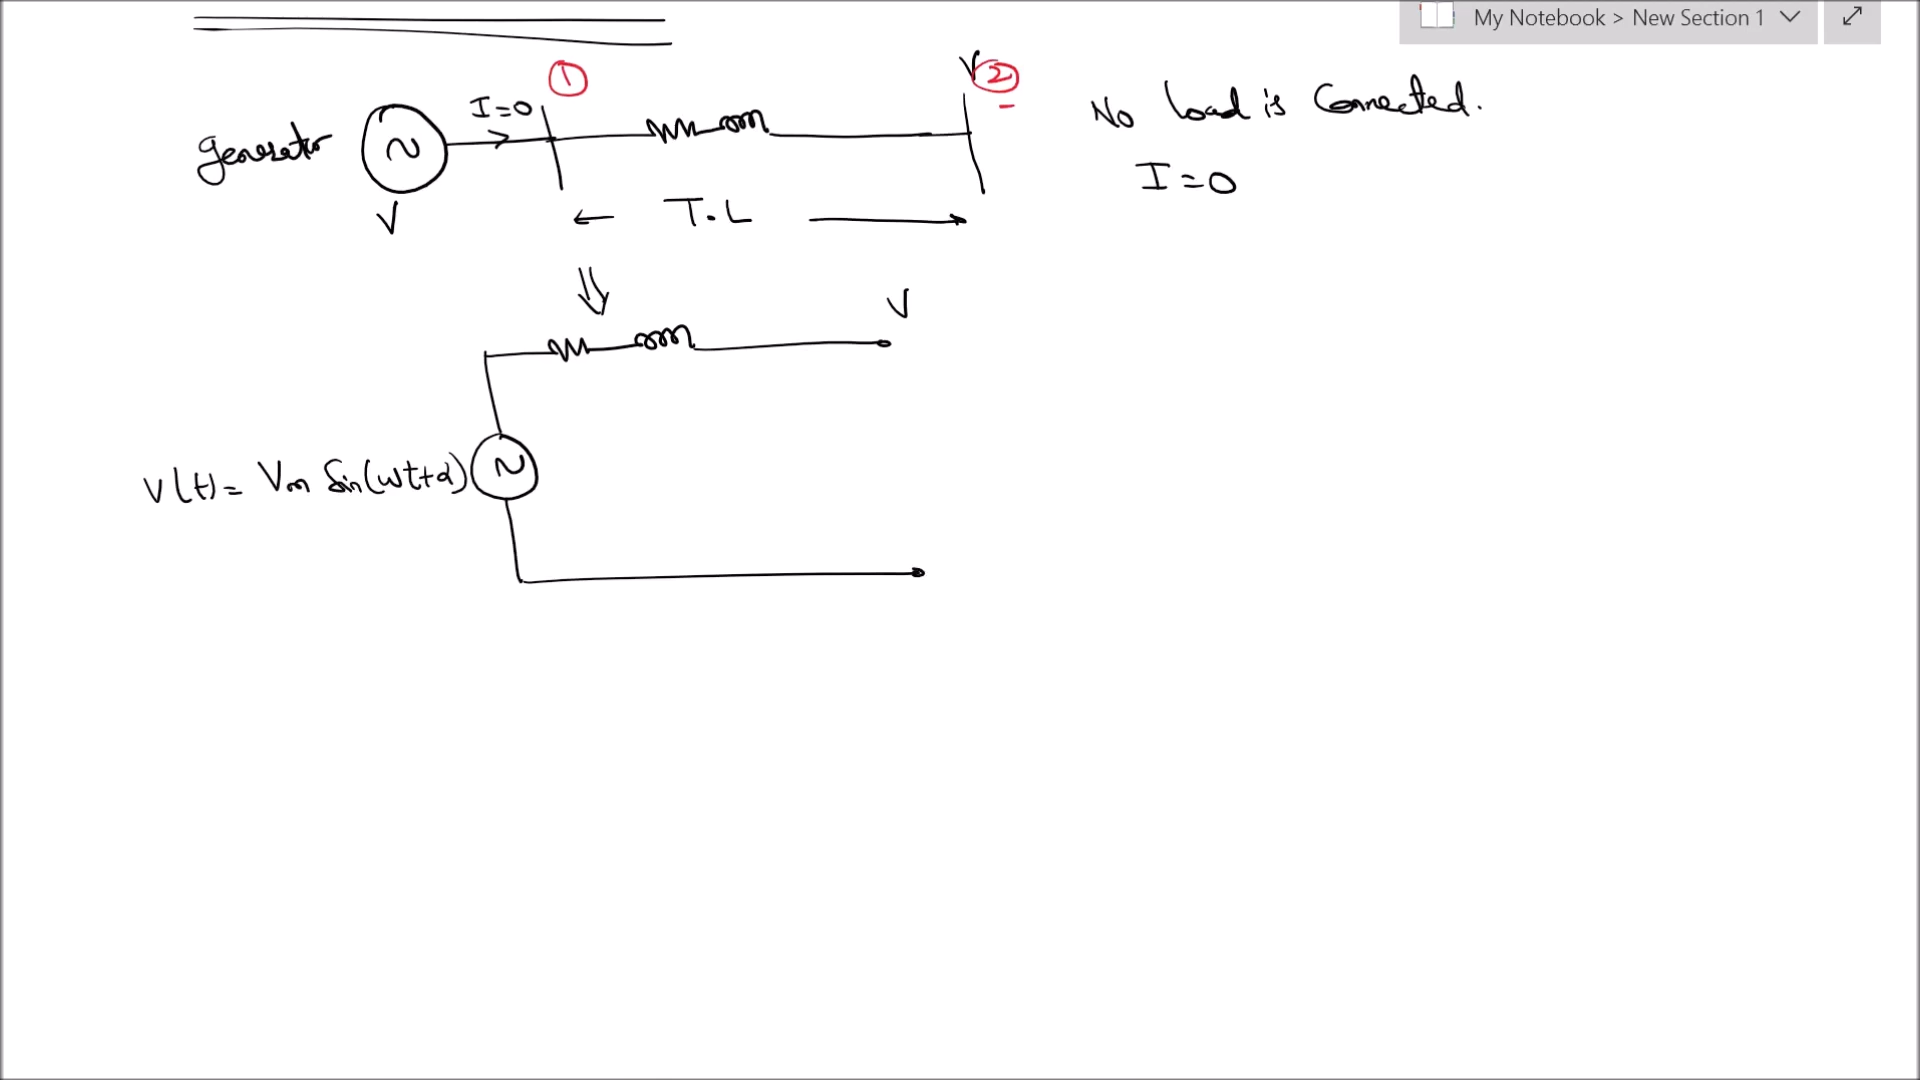 My Notebook > New Section 1
①
V ②
I=0
No load is Connected.
generator
~
I=0
V
← T.L →
V
V(t)= Vm Sin(ωt+α)
~